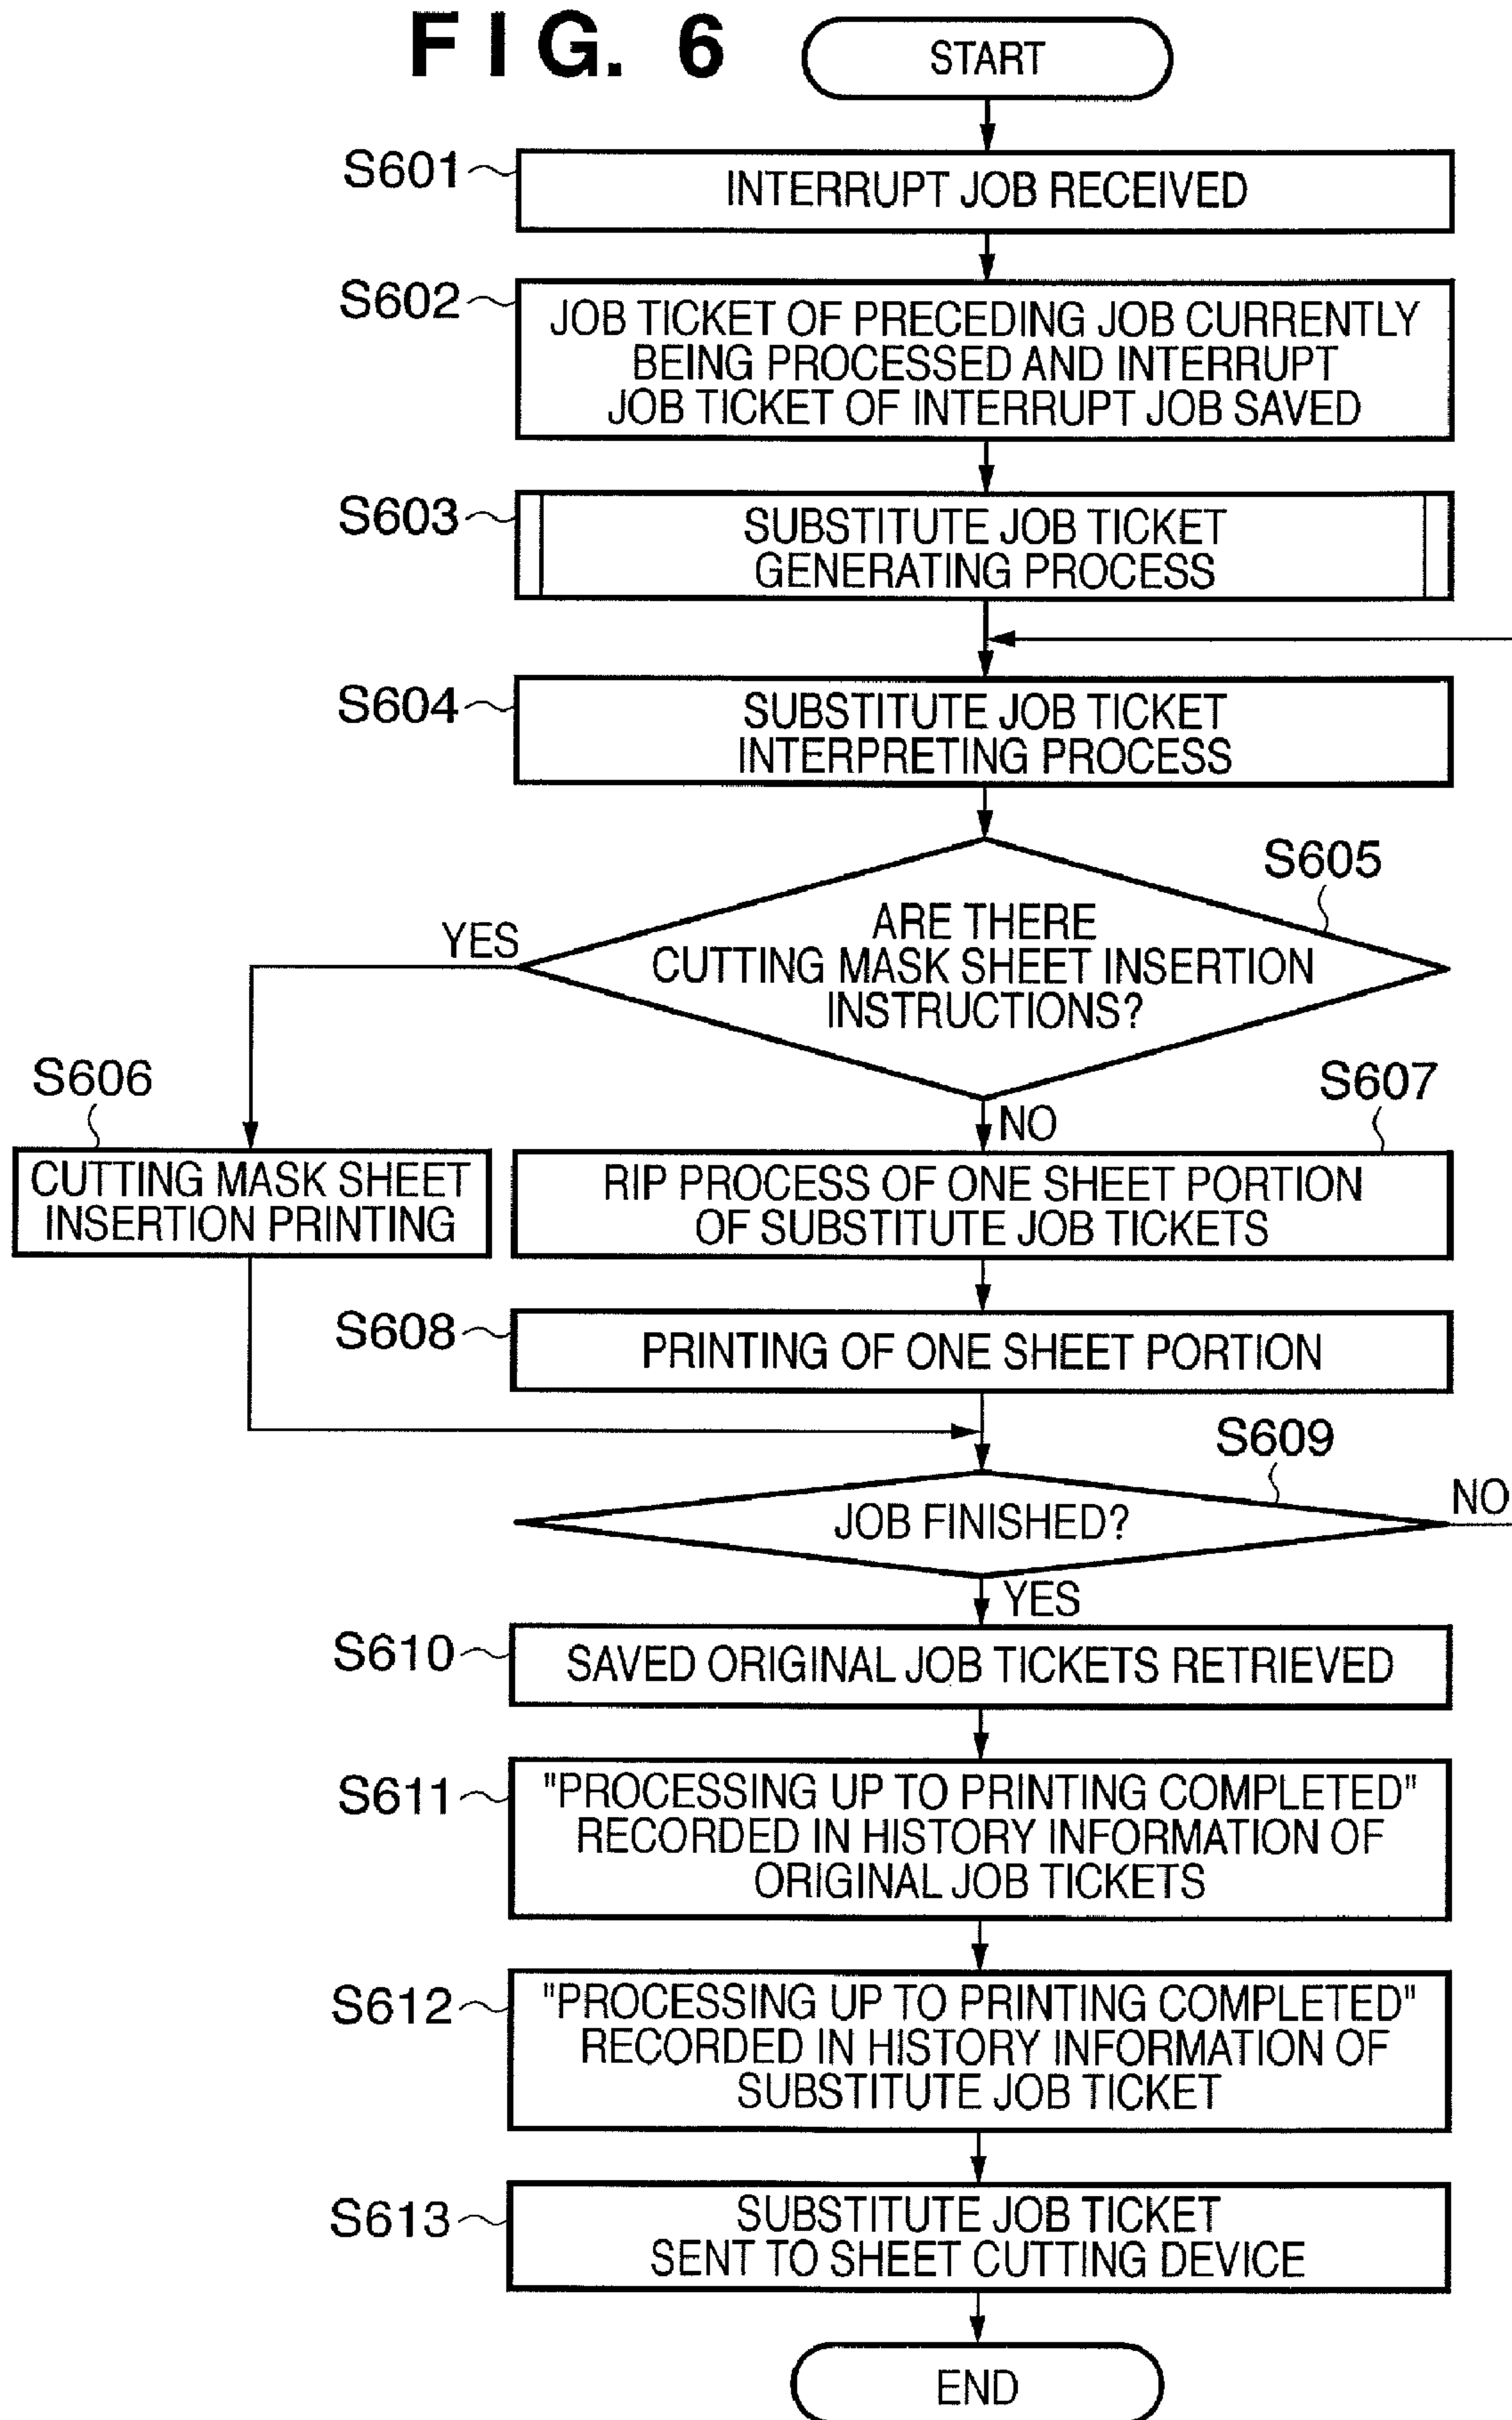 FIG. 6
START
S601
INTERRUPT JOB RECEIVED
S602
JOB TICKET OF PRECEDING JOB CURRENTLY
BEING PROCESSED AND INTERRUPT
JOB TICKET OF INTERRUPT JOB SAVED
S603
SUBSTITUTE JOB TICKET
GENERATING PROCESS
S604
SUBSTITUTE JOB TICKET
INTERPRETING PROCESS
S605
ARE THERE
CUTTING MASK SHEET INSERTION
INSTRUCTIONS?
YES
NO
S606
CUTTING MASK SHEET
INSERTION PRINTING
S607
RIP PROCESS OF ONE SHEET PORTION
OF SUBSTITUTE JOB TICKETS
S608
PRINTING OF ONE SHEET PORTION
S609
JOB FINISHED?
NO
YES
S610
SAVED ORIGINAL JOB TICKETS RETRIEVED
S611
"PROCESSING UP TO PRINTING COMPLETED"
RECORDED IN HISTORY INFORMATION OF
ORIGINAL JOB TICKETS
S612
"PROCESSING UP TO PRINTING COMPLETED"
RECORDED IN HISTORY INFORMATION OF
SUBSTITUTE JOB TICKET
S613
SUBSTITUTE JOB TICKET
SENT TO SHEET CUTTING DEVICE
END